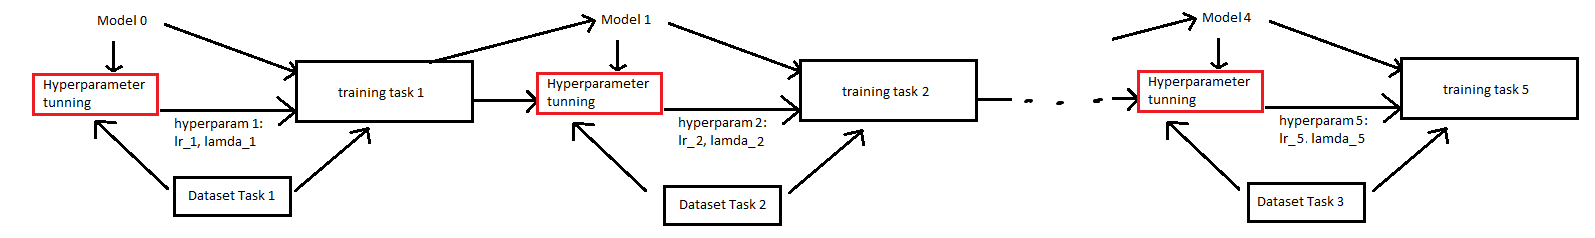 Model 0
Hyperparameter
tunning
training task 1
hyperparam 1:
lr_1, lamda_1
Dataset Task 1
Model 1
Hyperparameter
tunning
training task 2
hyperparam 2:
lr_2, lamda_2
Dataset Task 2
Model 4
Hyperparameter
tunning
training task 5
hyperparam 5:
lr_5. lamda_5
Dataset Task 3